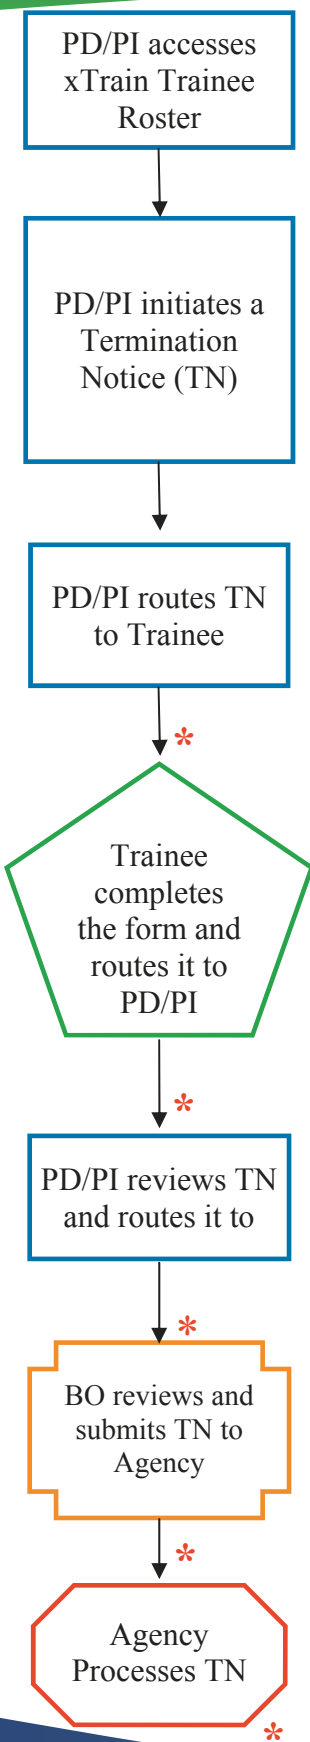 PD/PI accesses
xTrain Trainee
Roster
PD/PI initiates a
Termination
Notice (TN)
PD/PI routes TN
to Trainee
*
Trainee
completes
the form and
routes it to
PD/PI
*
PD/PI reviews TN
and routes it to
*
BO reviews and
submits TN to
Agency
*
Agency
Processes TN
*